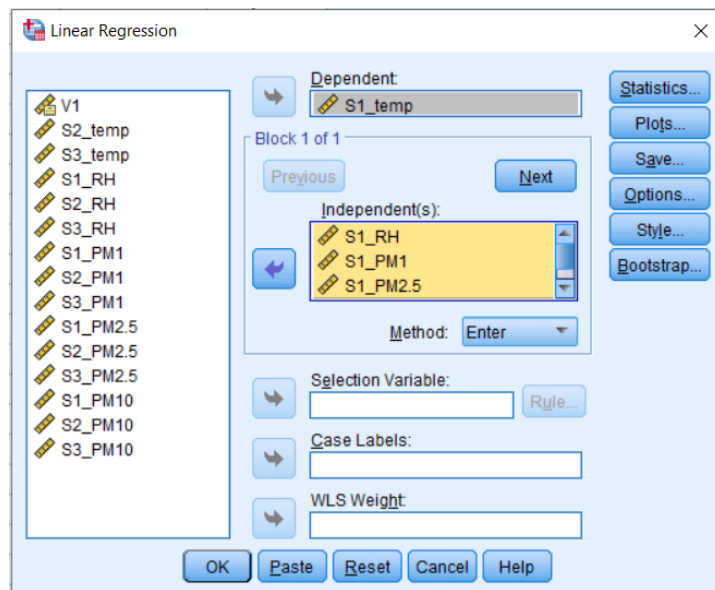 Linear Regression
V1
S2_temp
S3_temp
S1_RH
S2_RH
S3_RH
S1_PM1
S2_PM1
S3_PM1
S1_PM2.5
S2_PM2.5
S3_PM2.5
S1_PM10
S2_PM10
S3_PM10
Dependent:
S1_temp
Block 1 of 1
Previous
Next
Independent(s):
S1_RH
S1_PM1
S1_PM2.5
Method: Enter
Selection Variable:
Rule...
Case Labels:
WLS Weight:
Statistics...
Plots...
Save...
Options...
Style...
Bootstrap...
OK Paste Reset Cancel Help